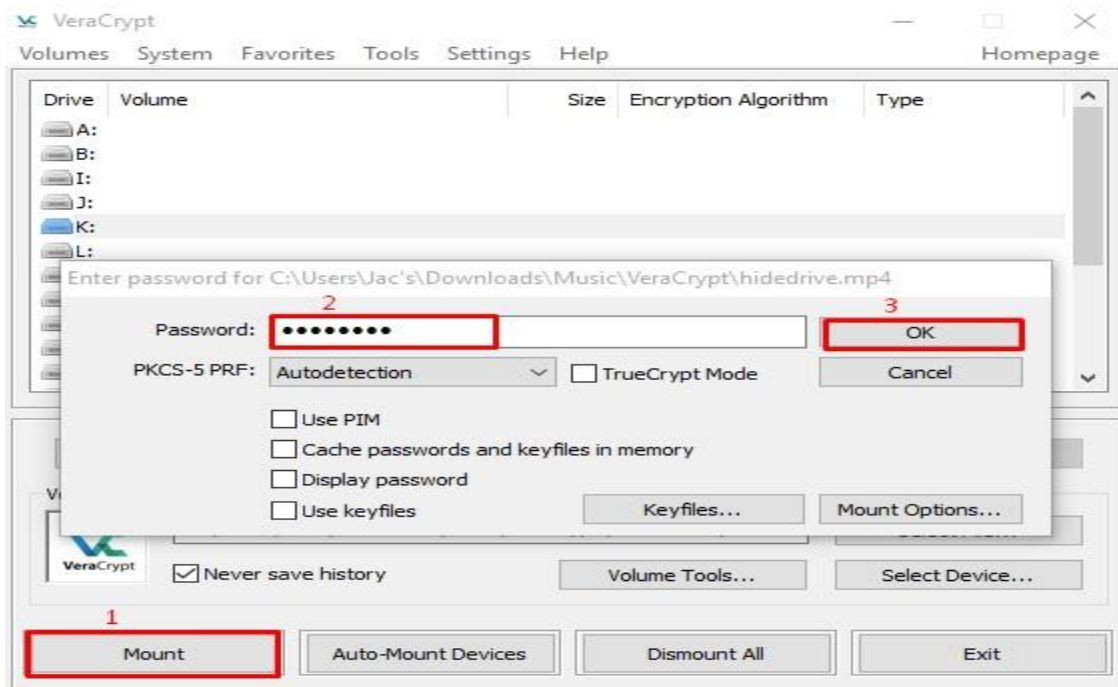 VeraCrypt
Volumes System Favorites Tools Settings Help Homepage
Drive Volume Size Encryption Algorithm Type
A:
B:
I:
J:
K:
L:
Enter password for C:\Users\Jac's\Downloads\Music\VeraCrypt\hidedrive.mp4
2 3
Password: ●●●●●●●● OK
PKCS-5 PRF: Autodetection TrueCrypt Mode Cancel
Use PIM
Cache passwords and keyfiles in memory
Display password
Use keyfiles Keyfiles... Mount Options...
VeraCrypt Never save history Volume Tools... Select Device...
1
Mount Auto-Mount Devices Dismount All Exit